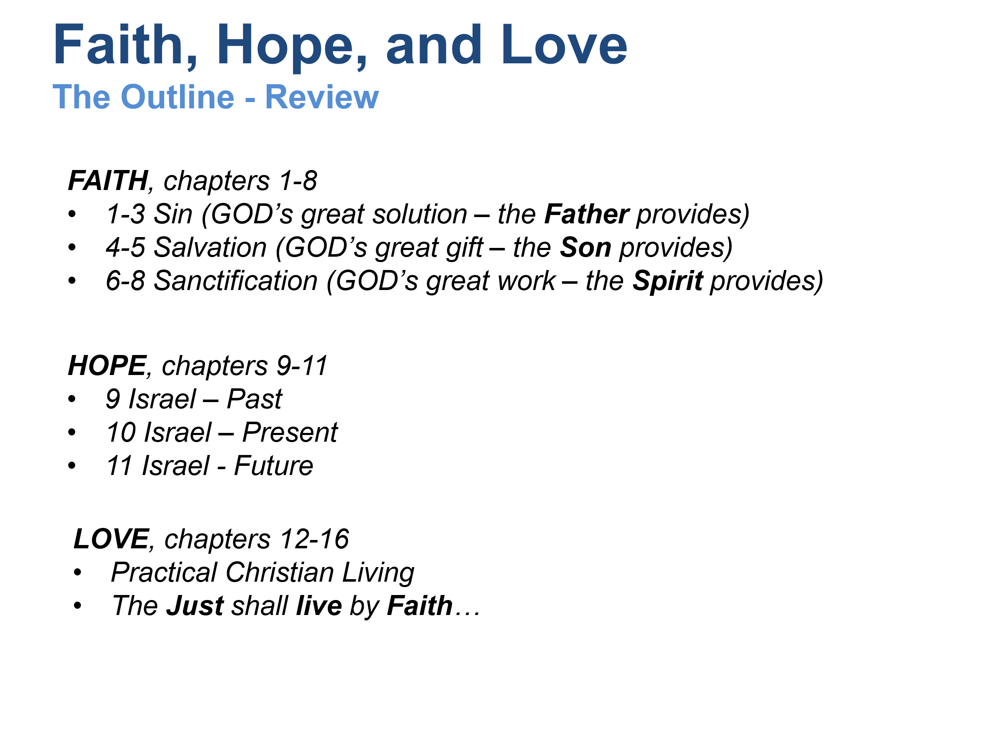 Faith, Hope, and Love
The Outline - Review
FAITH, chapters 1-8
• 1-3 Sin (GOD’s great solution – the Father provides)
• 4-5 Salvation (GOD’s great gift – the Son provides)
• 6-8 Sanctification (GOD’s great work – the Spirit provides)
HOPE, chapters 9-11
• 9 Israel – Past
• 10 Israel – Present
• 11 Israel - Future
LOVE, chapters 12-16
• Practical Christian Living
• The Just shall live by Faith…